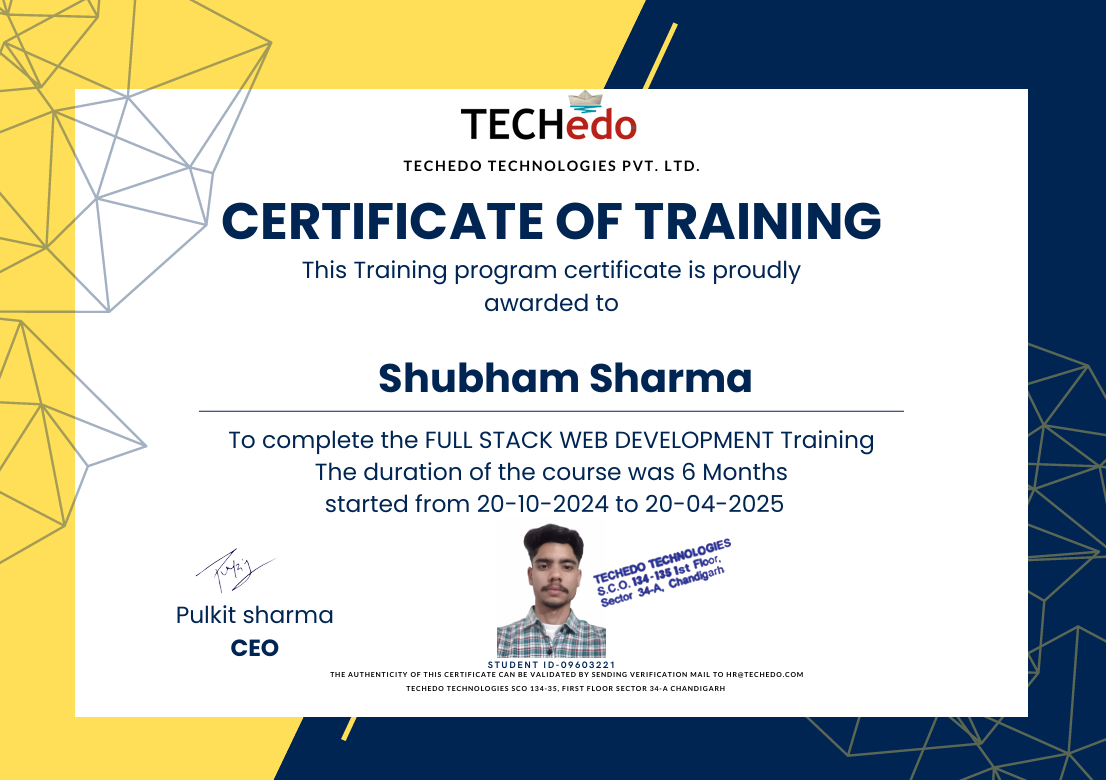 TECHedo
TECHEDO TECHNOLOGIES PVT. LTD.
CERTIFICATE OF TRAINING
This Training program certificate is proudly
awarded to
Shubham Sharma
To complete the FULL STACK WEB DEVELOPMENT Training
The duration of the course was 6 Months
started from 20-10-2024 to 20-04-2025
TECHEDO TECHNOLOGIES
S.C.O. 134-135 Ist Floor,
Sector 34-A, Chandigarh
Pulkit sharma
CEO
STUDENT ID-09603221
THE AUTHENTICITY OF THIS CERTIFICATE CAN BE VALIDATED BY SENDING VERIFICATION MAIL TO HR@TECHEDO.COM
TECHEDO TECHNOLOGIES SCO 134-35, FIRST FLOOR SECTOR 34-A CHANDIGARH